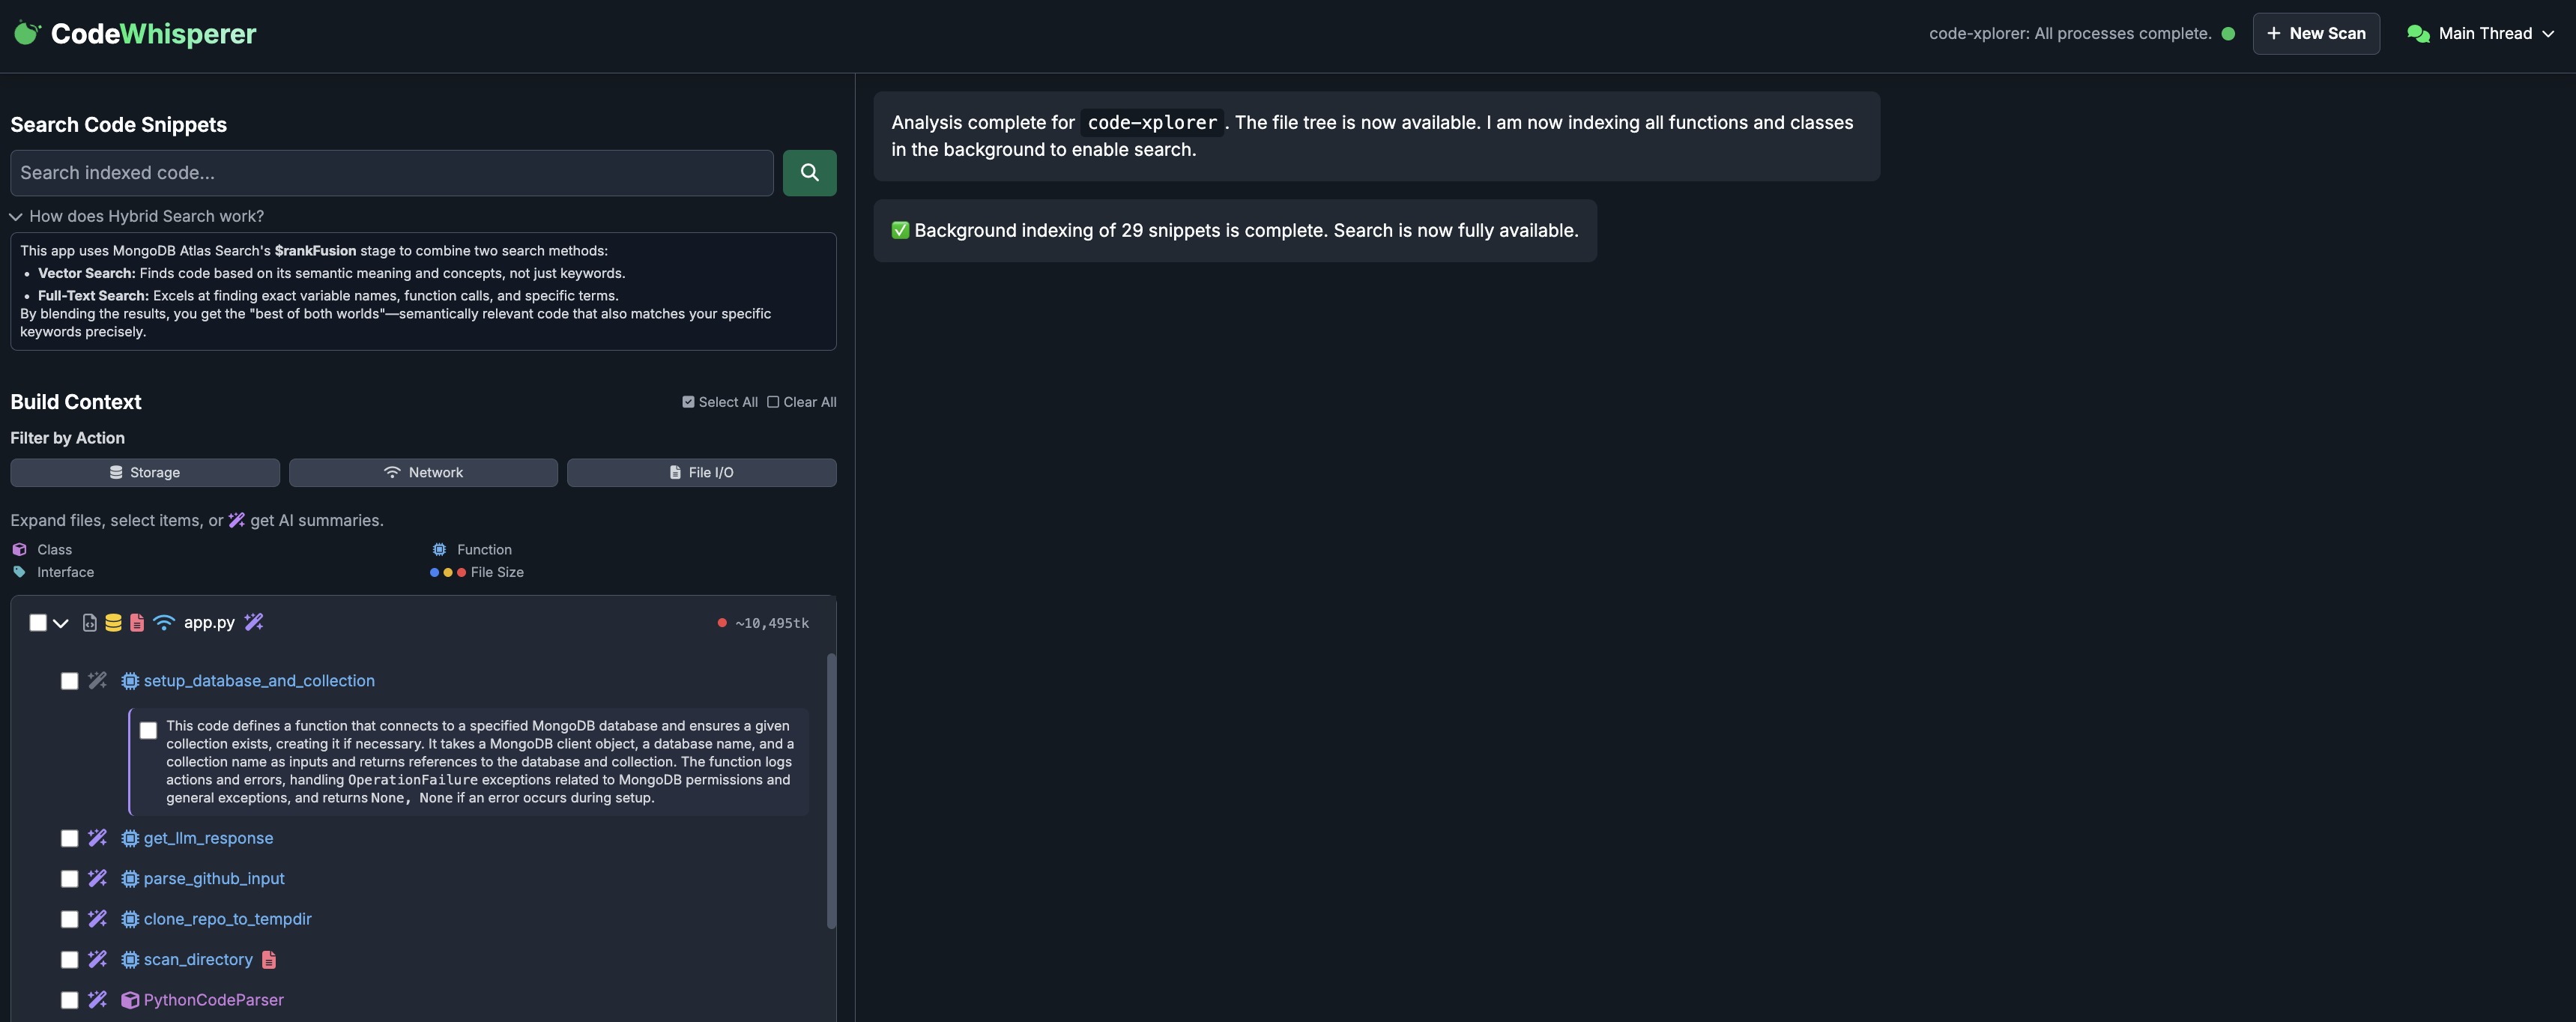 CodeWhisperer
code-xplorer: All processes complete.
+ New Scan
Main Thread
Search Code Snippets
Search indexed code...
How does Hybrid Search work?
This app uses MongoDB Atlas Search's $rankFusion stage to combine two search methods:
• Vector Search: Finds code based on its semantic meaning and concepts, not just keywords.
• Full-Text Search: Excels at finding exact variable names, function calls, and specific terms.
By blending the results, you get the "best of both worlds"—semantically relevant code that also matches your specific
keywords precisely.
Build Context
Select All
Clear All
Filter by Action
Storage
Network
File I/O
Expand files, select items, or get AI summaries.
Class
Function
Interface
File Size
app.py
~10,495tk
setup_database_and_collection
This code defines a function that connects to a specified MongoDB database and ensures a given
collection exists, creating it if necessary. It takes a MongoDB client object, a database name, and a
collection name as inputs and returns references to the database and collection. The function logs
actions and errors, handling OperationFailure exceptions related to MongoDB permissions and
general exceptions, and returns None, None if an error occurs during setup.
get_llm_response
parse_github_input
clone_repo_to_tempdir
scan_directory
PythonCodeParser
Analysis complete for code-xplorer. The file tree is now available. I am now indexing all functions and classes
in the background to enable search.
✅ Background indexing of 29 snippets is complete. Search is now fully available.